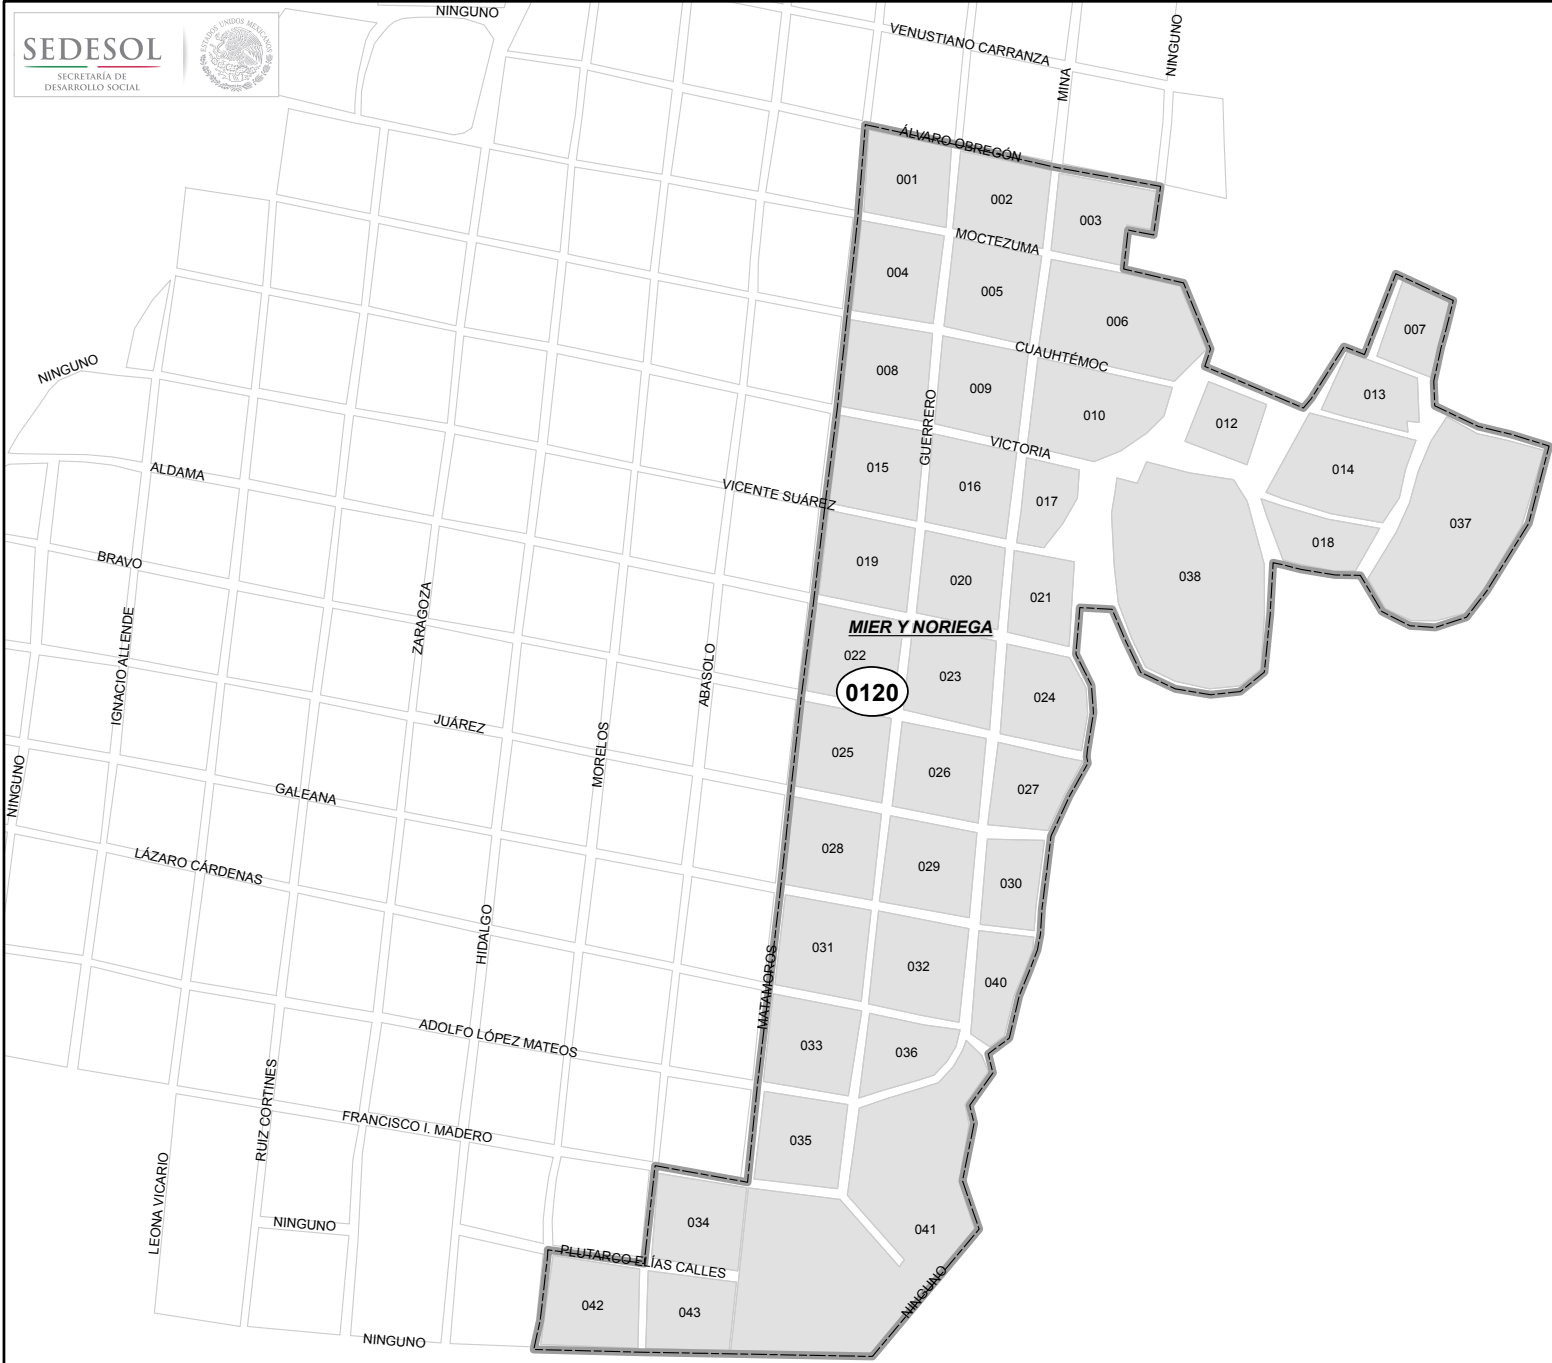 NINGUNO
SEDESOL
SECRETARÍA DE
DESARROLLO SOCIAL
ESTADOS UNIDOS MEXICANOS
VENUSTIANO CARRANZA
NINGUNO
MINA
ÁLVARO OBREGÓN
001
002
003
MOCTEZUMA
004
005
006
007
CUAUHTÉMOC
NINGUNO
008
009
010
013
012
GUERRERO
VICTORIA
ALDAMA
015
016
014
VICENTE SUÁREZ
017
037
018
BRAVO
019
020
038
021
IGNACIO ALLENDE
ZARAGOZA
MIER Y NORIEGA
022
023
ABASOLO
0120
024
JUÁREZ
MORELOS
025
026
NINGUNO
GALEANA
027
028
029
LÁZARO CÁRDENAS
030
HIDALGO
031
032
MATAMOROS
040
ADOLFO LÓPEZ MATEOS
033
036
RUIZ CORTINES
FRANCISCO I. MADERO
035
LEONA VICARIO
NINGUNO
034
041
PLUTARCO ELÍAS CALLES
NINGUNO
042
043
NINGUNO